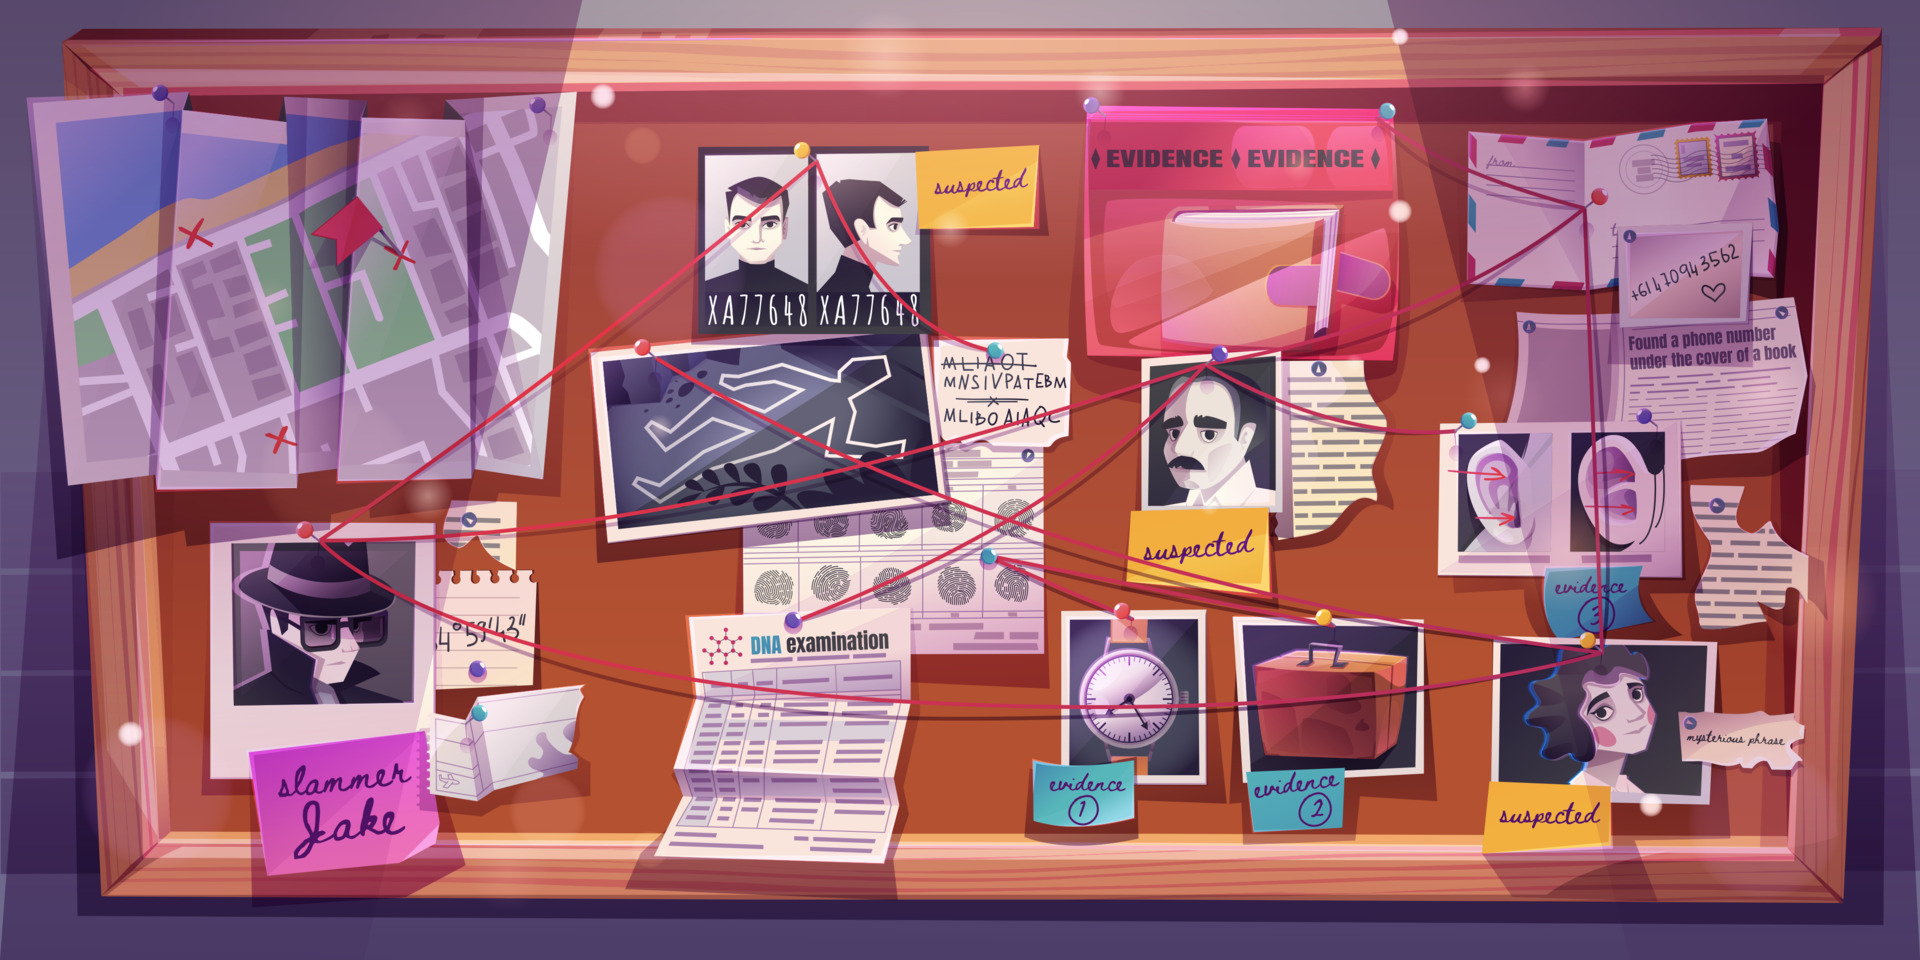 suspected
EVIDENCE EVIDENCE
from
XA77648 XA77648
+61470943562
Found a phone number
under the cover of a book
MLIAOT
MNSIVPATEBM
x
MLIBO AIAQC
suspected
4°59'4,3"
evidence
3
DNA examination
mysterious phrase
slammer
Jake
evidence
1
evidence
2
suspected